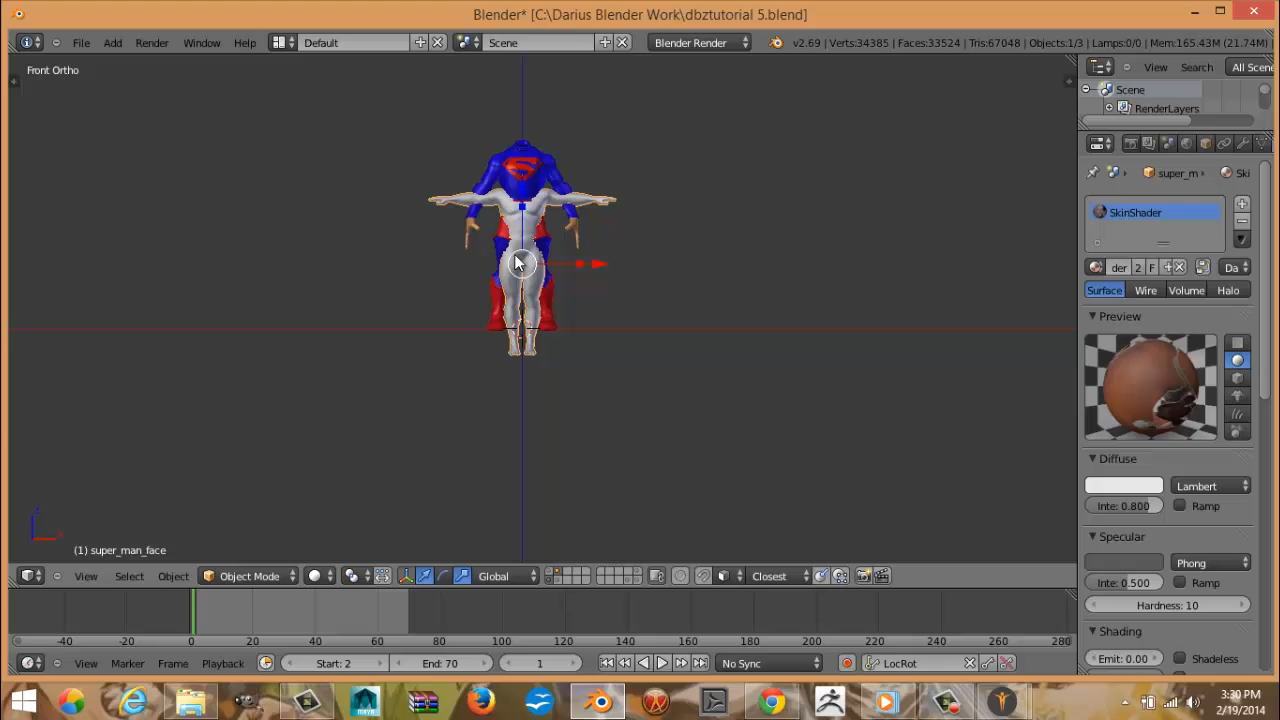 Blender* [C:\Darius Blender Work\dbztutorial 5.blend]
File Add Render Window Help Default Scene Blender Render v2.69 | Verts:34385 | Faces:33524 | Tris:67048 | Objects:1/3 | Lamps:0/0 | Mem:165.43M (21.74M) |
Front Ortho
View Search All Scene
Scene
RenderLayers
super_m Ski
SkinShader
der 2 F Da
Surface Wire Volume Halo
Preview
Diffuse
Lambert
Inte: 0.800 Ramp
Specular
Phong
Inte: 0.500 Ramp
Hardness: 10
Shading
Emit: 0.00 Shadeless
(1) super_man_face
View Select Object Object Mode Global Closest
-40 -20 0 20 40 60 80 100 120 140 160 180 200 220 240 260 280
View Marker Frame Playback Start: 2 End: 70 1 No Sync LocRot
3:30 PM
2/19/2014